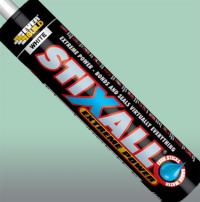 EVER
BUILD
WHITE
EXTREME POWER - BONDS AND SEALS VIRTUALLY EVERYTHING
STIXALL
EXTREME POWER